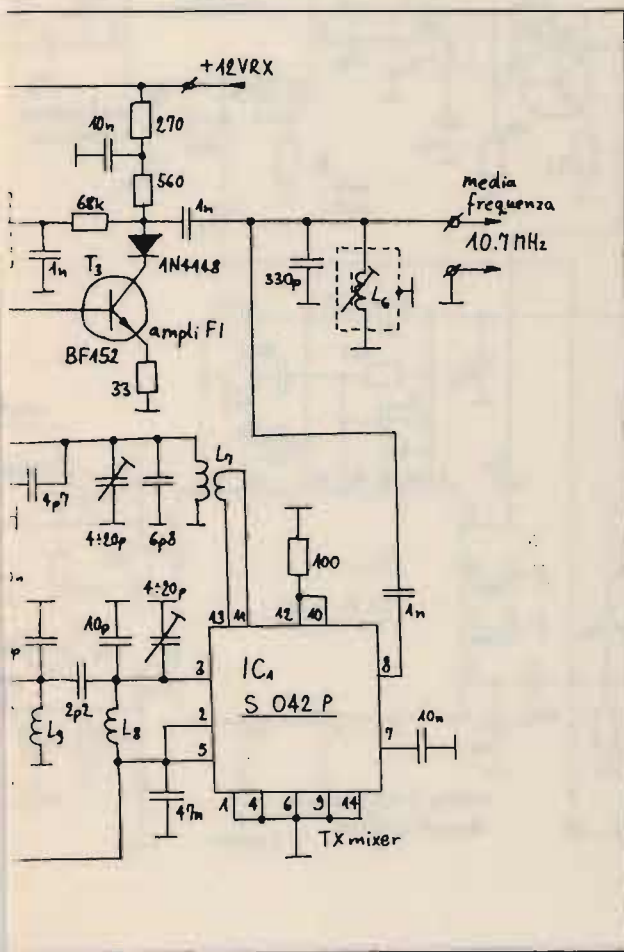 +12VRX
10n
270
560
68k
1n
media
frequenza
1n
1N4148
T3
10.7MHz
330p
L6
ampli FI
BF152
33
L7
4p7
4÷20p
6p8
100
4÷20p
10p
13 11
12 10
1n
3
IC1
8
S 042 P
2p2
2
7
10n
L9
L8
5
47n
1 4 6 9 14
TX mixer